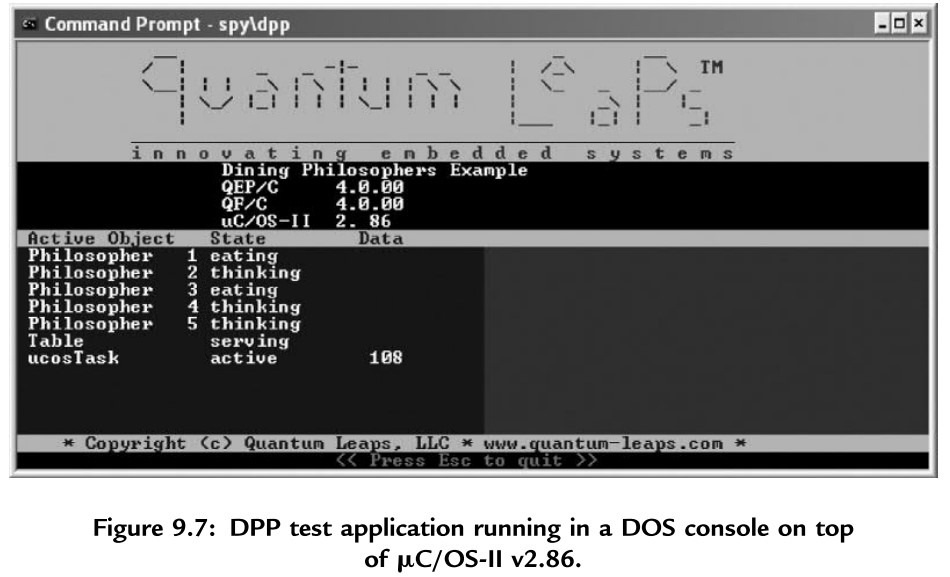 Command Prompt - spy\dpp
quantum LeaPs TM
innovating embedded systems
Dining Philosophers Example
QEP/C 4.0.00
QF/C 4.0.00
uC/OS-II 2. 86
Active Object State Data
Philosopher 1 eating
Philosopher 2 thinking
Philosopher 3 eating
Philosopher 4 thinking
Philosopher 5 thinking
Table serving
ucosTask active 108
* Copyright (c) Quantum Leaps, LLC * www.quantum-leaps.com *
<< Press Esc to quit >>
Figure 9.7: DPP test application running in a DOS console on top
of μC/OS-II v2.86.